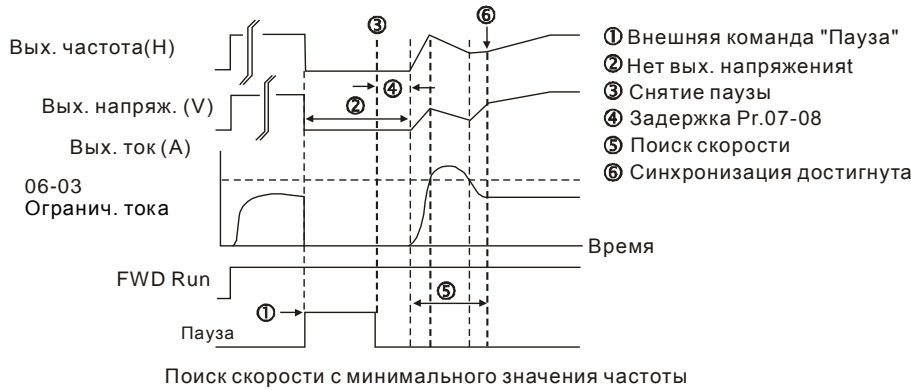 ③
⑥
Вых. частота(H)
④
Вых. напряж. (V)
②
Вых. ток (A)
06-03
Огранич. тока
Время
FWD Run
⑤
①
Пауза
① Внешняя команда "Пауза"
② Нет вых. напряженияt
③ Снятие паузы
④ Задержка Pr.07-08
⑤ Поиск скорости
⑥ Синхронизация достигнута
Поиск скорости с минимального значения частоты